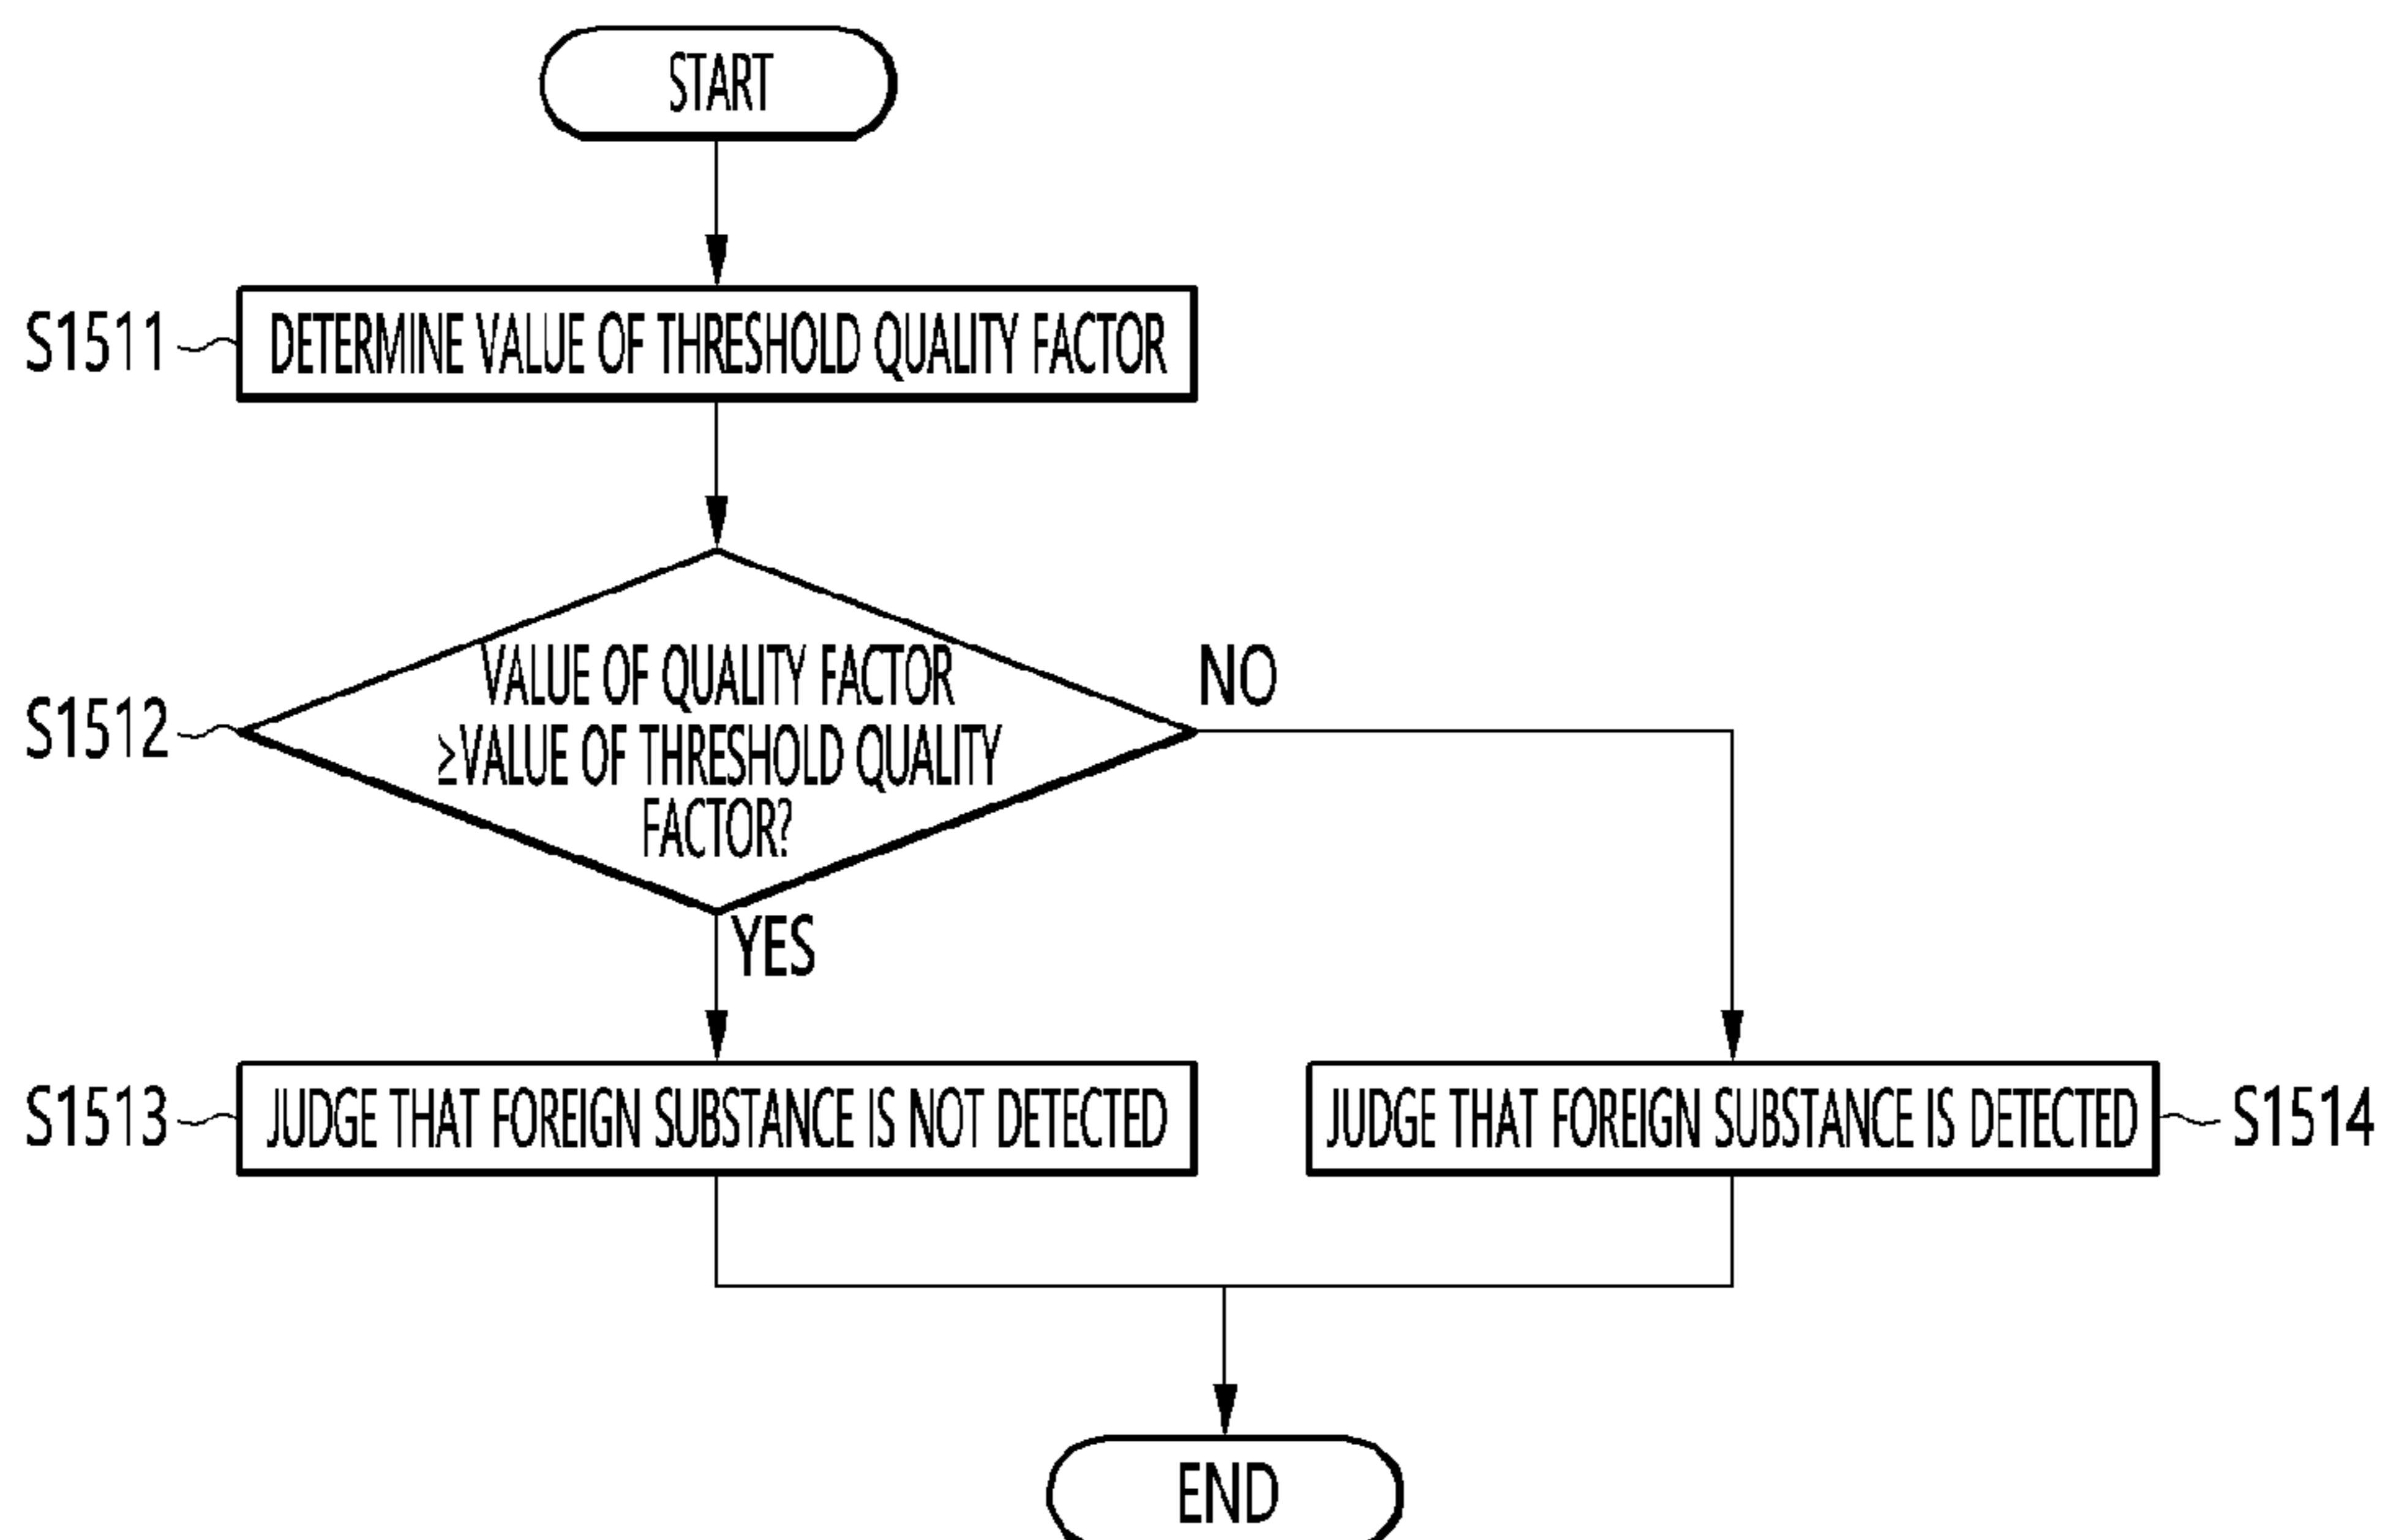 START
S1511
DETERMINE VALUE OF THRESHOLD QUALITY FACTOR
S1512
VALUE OF QUALITY FACTOR
≥VALUE OF THRESHOLD QUALITY
FACTOR?
NO
YES
S1513
JUDGE THAT FOREIGN SUBSTANCE IS NOT DETECTED
JUDGE THAT FOREIGN SUBSTANCE IS DETECTED
S1514
END